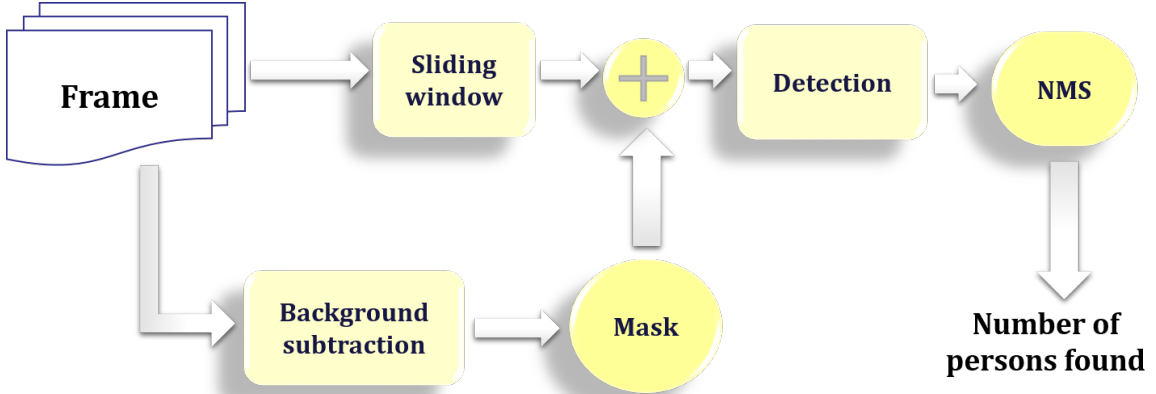 Frame
Sliding
window
Detection
NMS
Background
subtraction
Mask
Number of
persons found